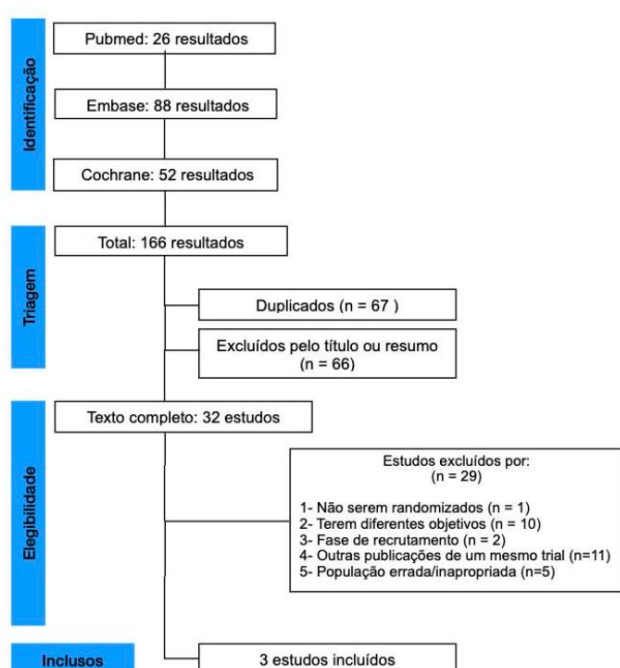 Identificação
Pubmed: 26 resultados
Embase: 88 resultados
Cochrane: 52 resultados
Triagem
Total: 166 resultados
Duplicados (n = 67 )
Excluídos pelo título ou resumo
(n = 66)
Elegibilidade
Texto completo: 32 estudos
Estudos excluídos por:
(n = 29)
1- Não serem randomizados (n = 1)
2- Terem diferentes objetivos (n = 10)
3- Fase de recrutamento (n = 2)
4- Outras publicações de um mesmo trial (n=11)
5- População errada/inapropriada (n=5)
Inclusos
3 estudos incluídos